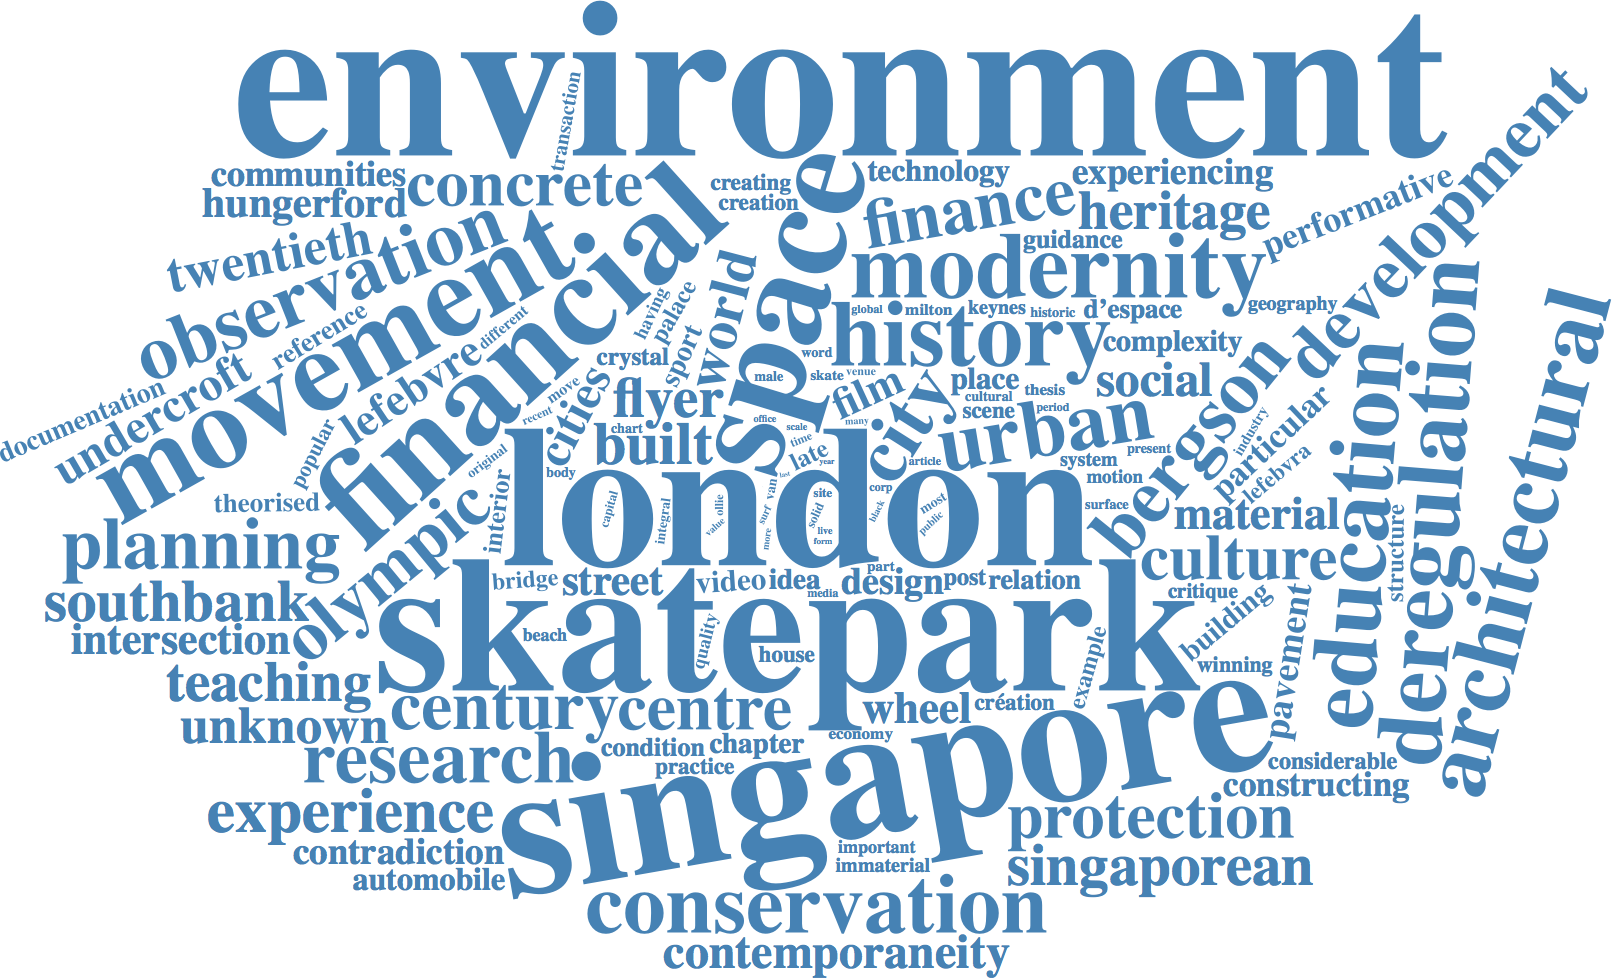 environment
transaction
communities
concrete
creating
creation
technology
experiencing
hungerford
finance
heritage
performative
development
twentieth
observation
movement
financial
space
guidance
modernity
geography
world
having
palace
reference
different
global
milton
keynes
historic
d'espace
history
complexity
undercroft
documentation
lefebvre
crystal
sport
word
male
skate
venue
film
place
cultural
scene
thesis
period
social
move
recent
cities
flyer
chart
built
office
scale
time
many
city
urban
bergson
industry
particular
lefebvra
education
deregulation
architectural
popular
original
body
late
year
last
article
system
present
motion
theorised
olympic
interior
london
capital
integral
value
ollie
surf
van
more
site
solid
live
form
corp
black
most
public
surface
material
structure
planning
bridge
street
video
idea
media
part
design
post
relation
culture
critique
southbank
intersection
beach
skatepark
quality
house
example
building
winning
pavement
teaching
unknown
century
centre
wheel
création
economy
research
condition
chapter
practice
singapore
considerable
constructing
experience
protection
contradiction
automobile
important
immaterial
singaporean
conservation
contemporaneity